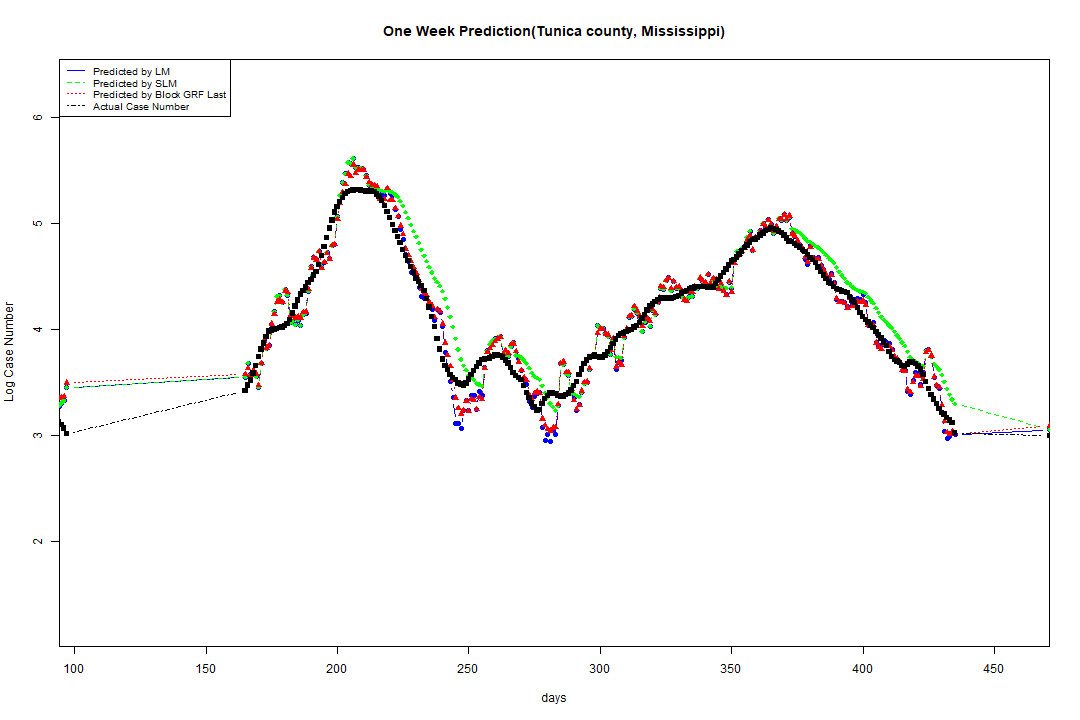 One Week Prediction(Tunica county, Mississippi)
Predicted by LM
Predicted by SLM
Predicted by Block GRF Last
Actual Case Number
Log Case Number
6
5
4
3
2
100 150 200 250 300 350 400 450
days